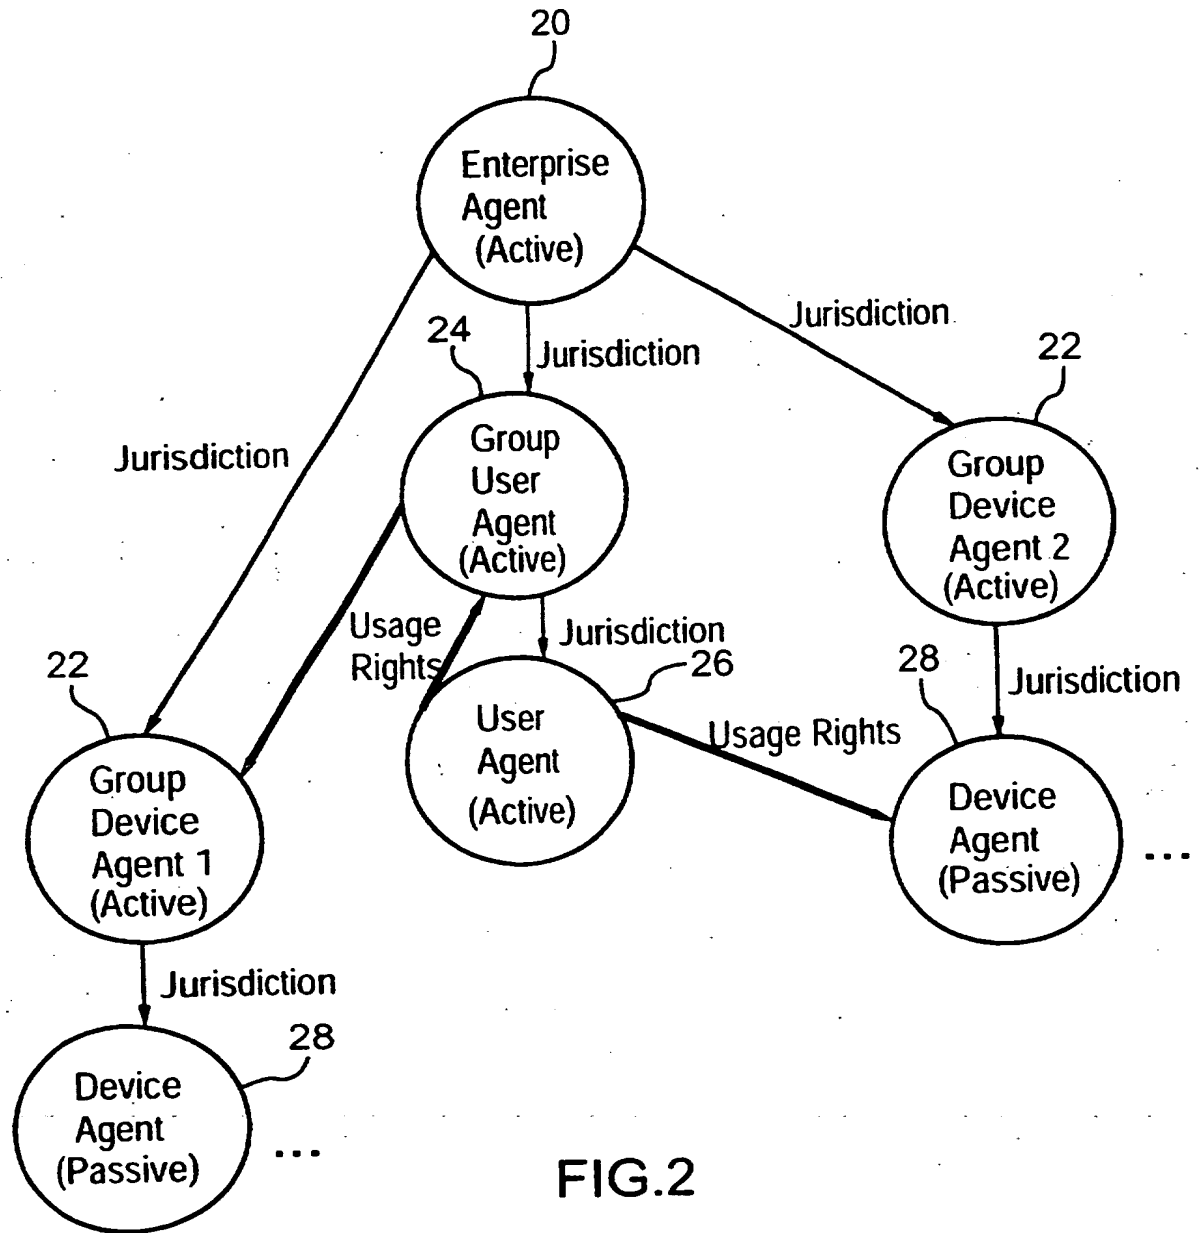 20
Enterprise
Agent
(Active)
Jurisdiction
24
Jurisdiction
22
Jurisdiction
Group
User
Agent
(Active)
Group
Device
Agent 2
(Active)
Usage
Rights
Jurisdiction
22
26
28
Jurisdiction
Group
Device
Agent 1
(Active)
User
Agent
(Active)
Usage Rights
Device
Agent
(Passive)
...
Jurisdiction
28
Device
Agent
(Passive)
...
FIG.2